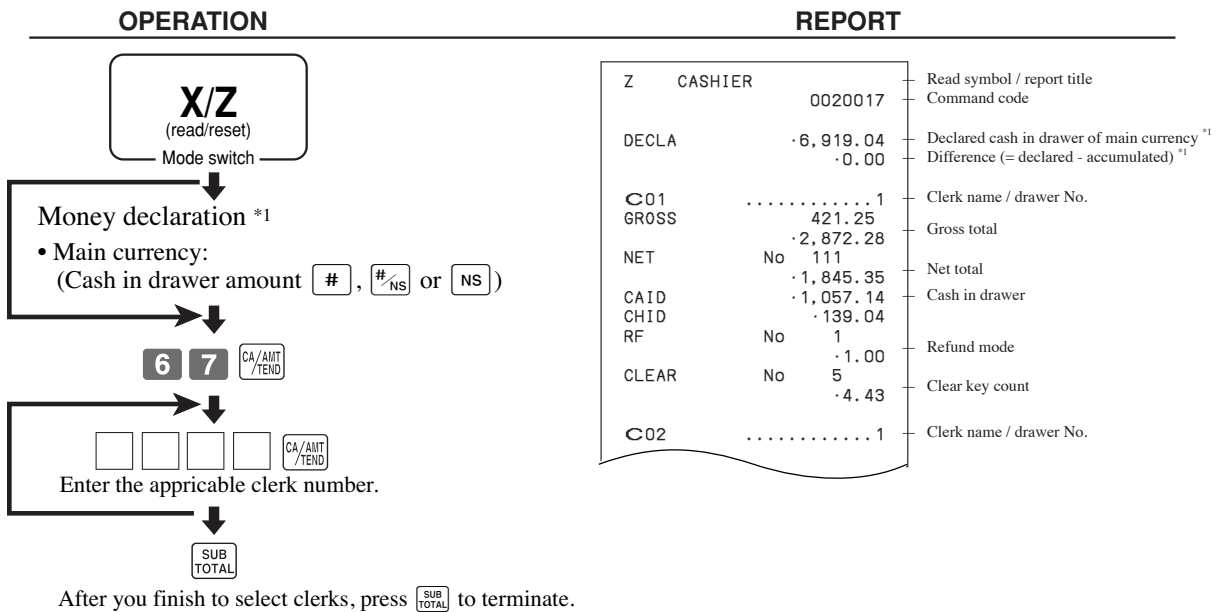 OPERATION
REPORT
X/Z
(read/reset)
Mode switch
Money declaration *1
• Main currency:
(Cash in drawer amount #, #/NS or NS)
6 7 CA/AMT/TEND
CA/AMT/TEND
Enter the appricable clerk number.
SUB TOTAL
After you finish to select clerks, press SUB TOTAL to terminate.
Z CASHIER Read symbol / report title
0020017 Command code
DECLA ·6,919.04 Declared cash in drawer of main currency *1
·0.00 Difference (= declared - accumulated) *1
C01 ............1 Clerk name / drawer No.
GROSS 421.25
Gross total
·2,872.28
NET No 111
Net total
·1,845.35
CAID ·1,057.14 Cash in drawer
CHID ·139.04
RF No 1
Refund mode
·1.00
CLEAR No 5
Clear key count
·4.43
C02 ............1 Clerk name / drawer No.